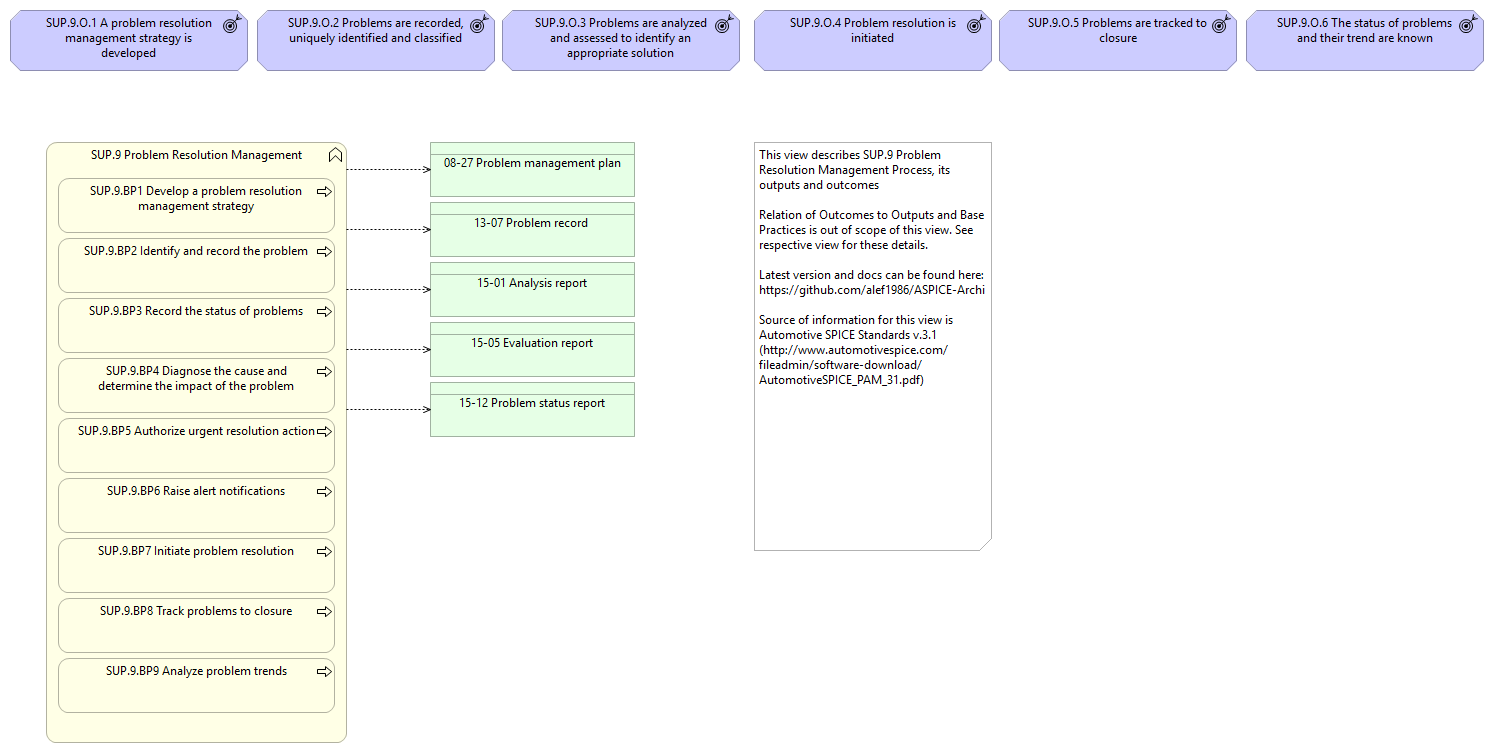 SUP.9.O.1 A problem resolution
management strategy is
developed
SUP.9.O.2 Problems are recorded,
uniquely identified and classified
SUP.9.O.3 Problems are analyzed
and assessed to identify an
appropriate solution
SUP.9.O.4 Problem resolution is
initiated
SUP.9.O.5 Problems are tracked to
closure
SUP.9.O.6 The status of problems
and their trend are known
SUP.9 Problem Resolution Management
SUP.9.BP1 Develop a problem resolution
management strategy
SUP.9.BP2 Identify and record the problem
SUP.9.BP3 Record the status of problems
SUP.9.BP4 Diagnose the cause and
determine the impact of the problem
SUP.9.BP5 Authorize urgent resolution action
SUP.9.BP6 Raise alert notifications
SUP.9.BP7 Initiate problem resolution
SUP.9.BP8 Track problems to closure
SUP.9.BP9 Analyze problem trends
08-27 Problem management plan
13-07 Problem record
15-01 Analysis report
15-05 Evaluation report
15-12 Problem status report
This view describes SUP.9 Problem
Resolution Management Process, its
outputs and outcomes
Relation of Outcomes to Outputs and Base
Practices is out of scope of this view. See
respective view for these details.
Latest version and docs can be found here:
https://github.com/alef1986/ASPICE-Archi
Source of information for this view is
Automotive SPICE Standards v.3.1
(http://www.automotivespice.com/
fileadmin/software-download/
AutomotiveSPICE_PAM_31.pdf)